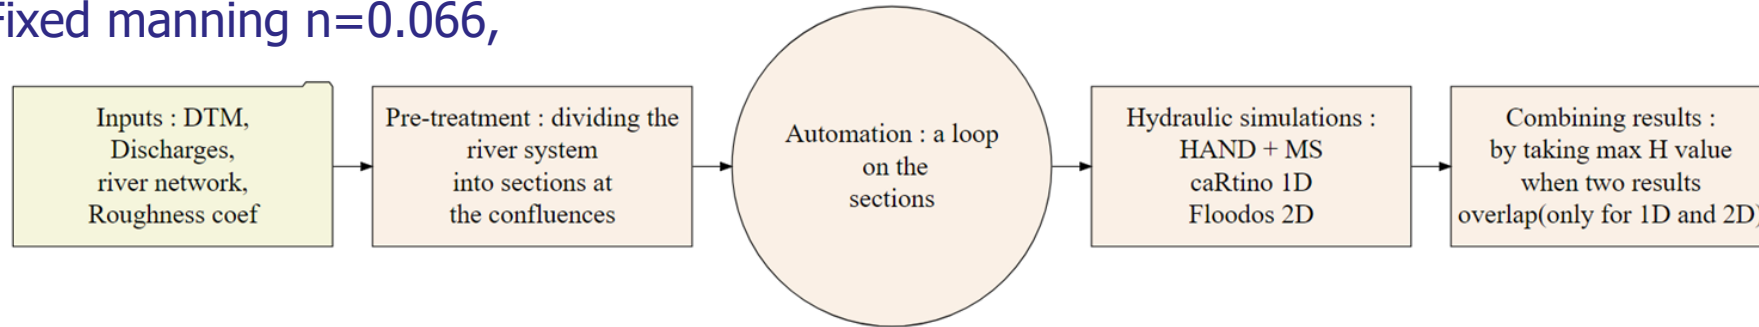 Fixed manning n=0.066,
Inputs : DTM,
Discharges,
river network,
Roughness coef
Pre-treatment : dividing the
river system
into sections at
the confluences
Automation : a loop
on the
sections
Hydraulic simulations :
HAND + MS
caRtino 1D
Floodos 2D
Combining results :
by taking max H value
when two results
overlap(only for 1D and 2D)